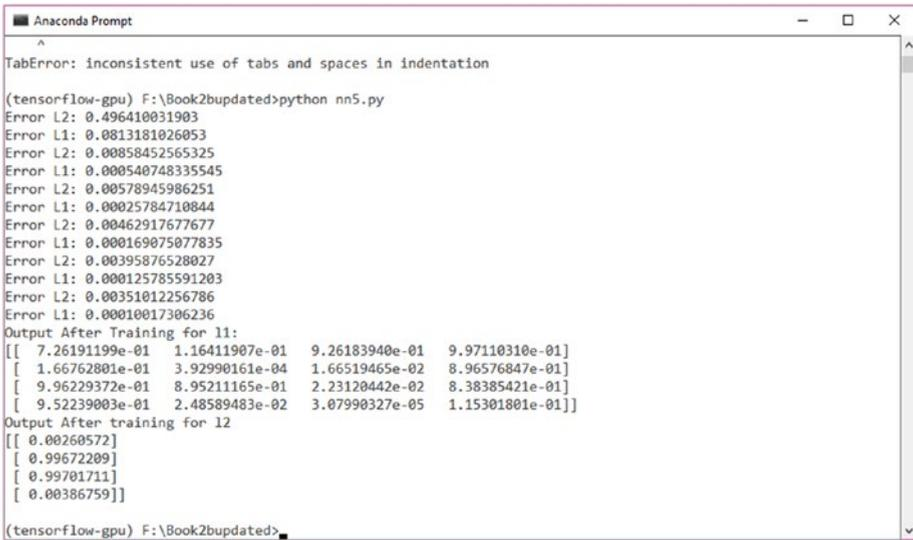 Anaconda Prompt
^
TabError: inconsistent use of tabs and spaces in indentation
(tensorflow-gpu) F:\Book2bupdated>python nn5.py
Error L2: 0.496410031903
Error L1: 0.0813181026053
Error L2: 0.00858452565325
Error L1: 0.000540748335545
Error L2: 0.00578945986251
Error L1: 0.00025784710844
Error L2: 0.00462917677677
Error L1: 0.000169075077835
Error L2: 0.00395876528027
Error L1: 0.000125785591203
Error L2: 0.00351012256786
Error L1: 0.00010017306236
Output After Training for l1:
[[ 7.26191199e-01 1.16411907e-01 9.26183940e-01 9.97110310e-01]
[ 1.66762801e-01 3.92990161e-04 1.66519465e-02 8.96576847e-01]
[ 9.96229372e-01 8.95211165e-01 2.23120442e-02 8.38385421e-01]
[ 9.52239003e-01 2.48589483e-02 3.07990327e-05 1.15301801e-01]]
Output After training for l2
[[ 0.00260572]
[ 0.99672209]
[ 0.99701711]
[ 0.00386759]]
(tensorflow-gpu) F:\Book2bupdated>